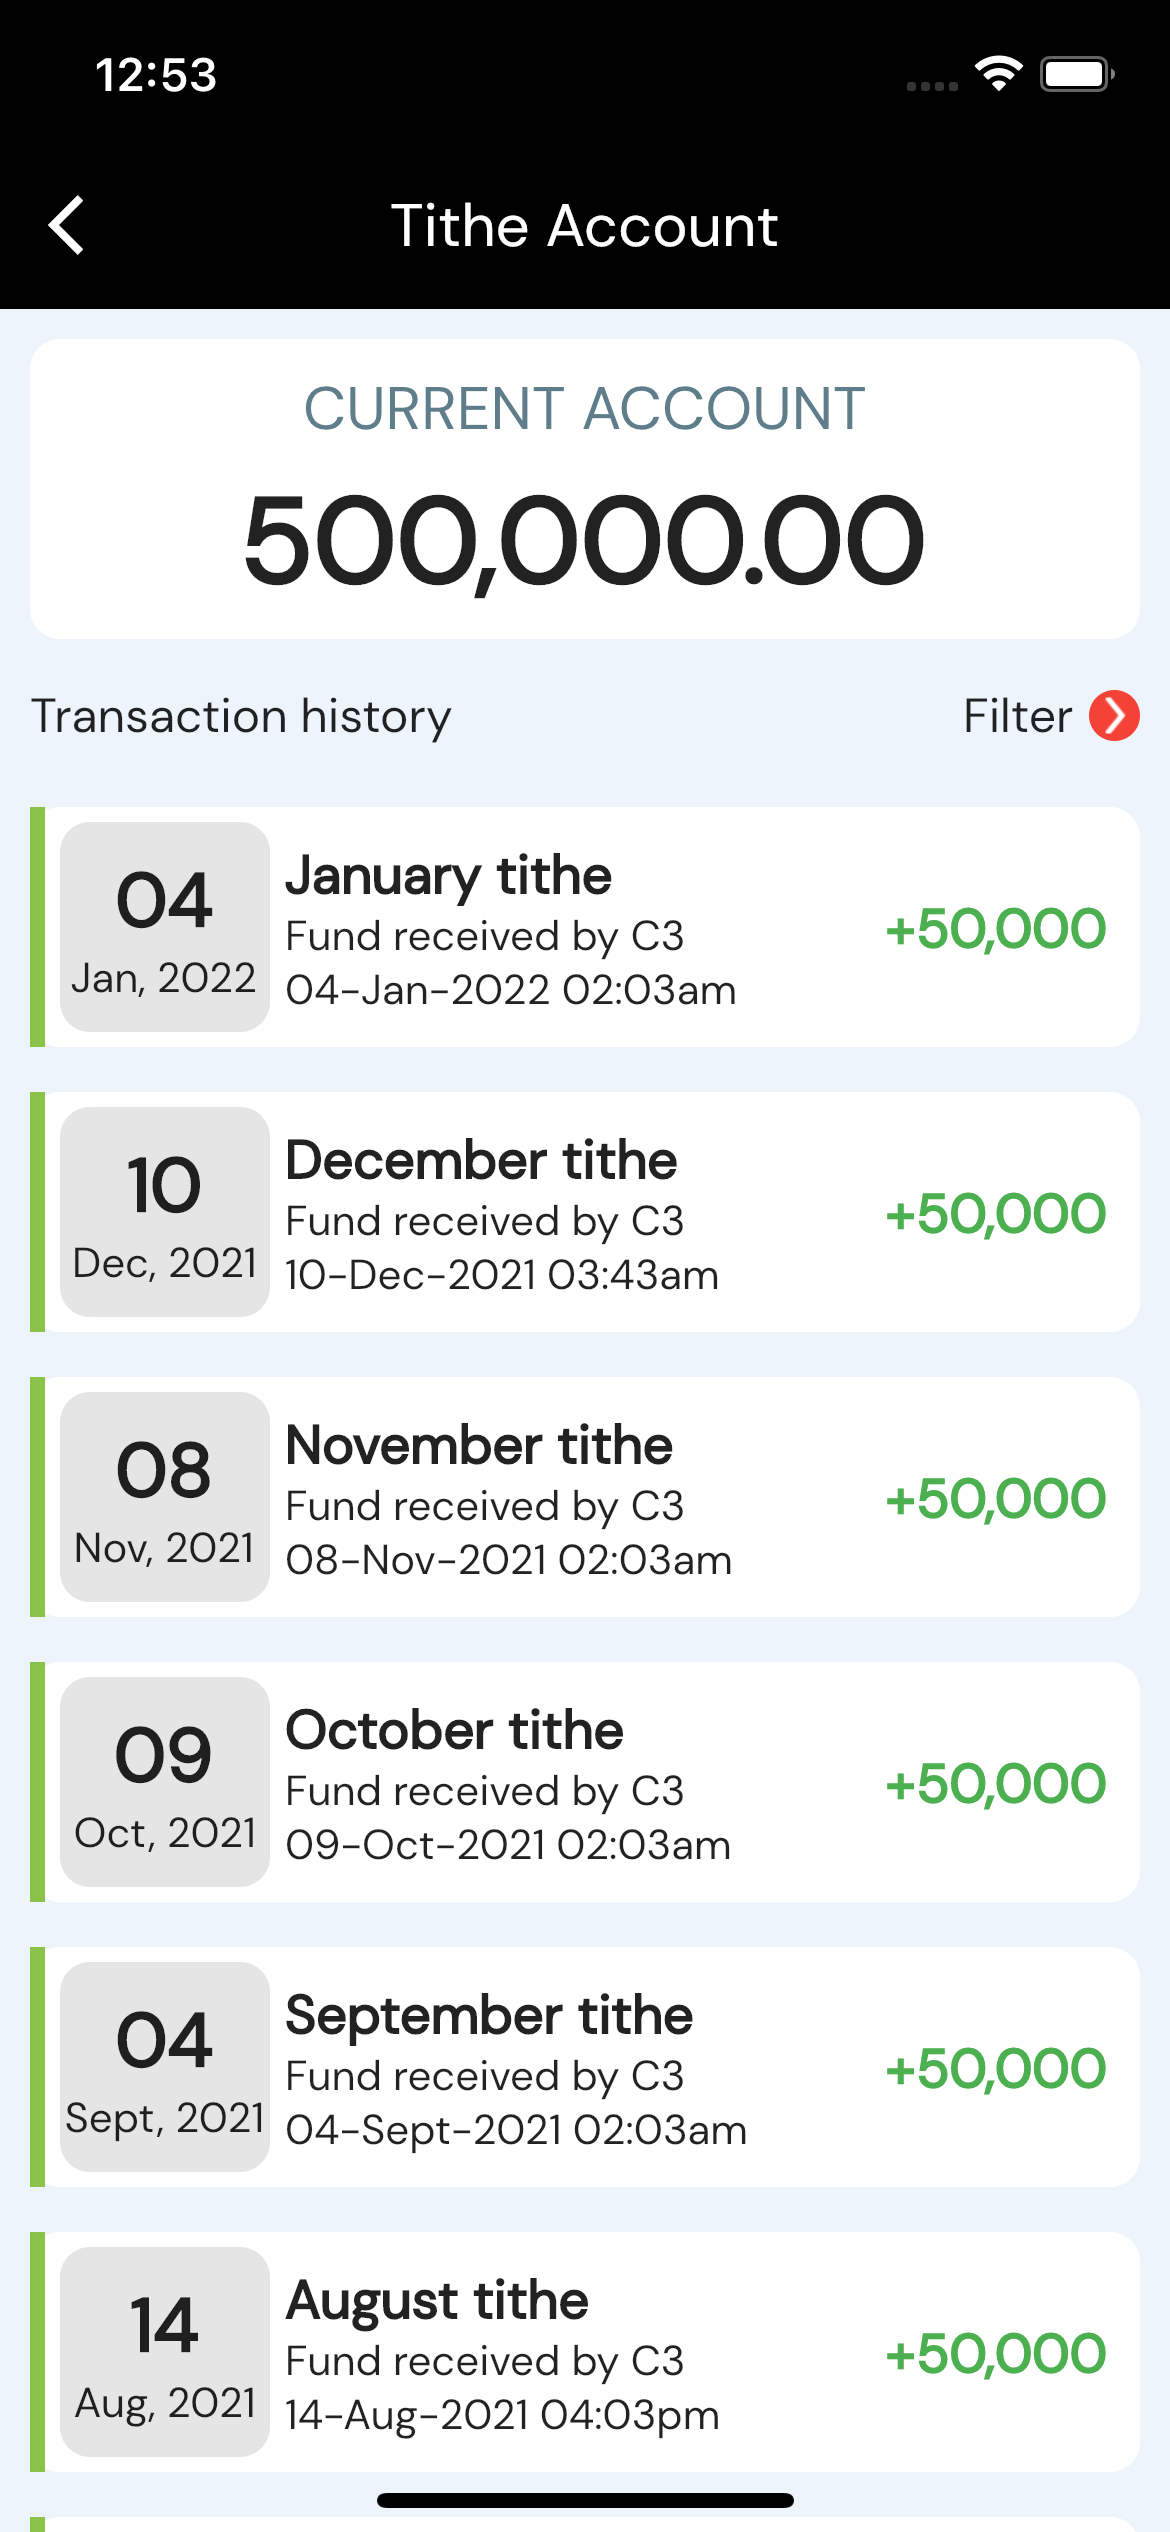 12:53
Tithe Account
CURRENT ACCOUNT
500,000.00
Transaction history
Filter
04
Jan, 2022
January tithe
Fund received by C3
04-Jan-2022 02:03am
+50,000
10
Dec, 2021
December tithe
Fund received by C3
10-Dec-2021 03:43am
+50,000
08
Nov, 2021
November tithe
Fund received by C3
08-Nov-2021 02:03am
+50,000
09
Oct, 2021
October tithe
Fund received by C3
09-Oct-2021 02:03am
+50,000
04
Sept, 2021
September tithe
Fund received by C3
04-Sept-2021 02:03am
+50,000
14
Aug, 2021
August tithe
Fund received by C3
14-Aug-2021 04:03pm
+50,000